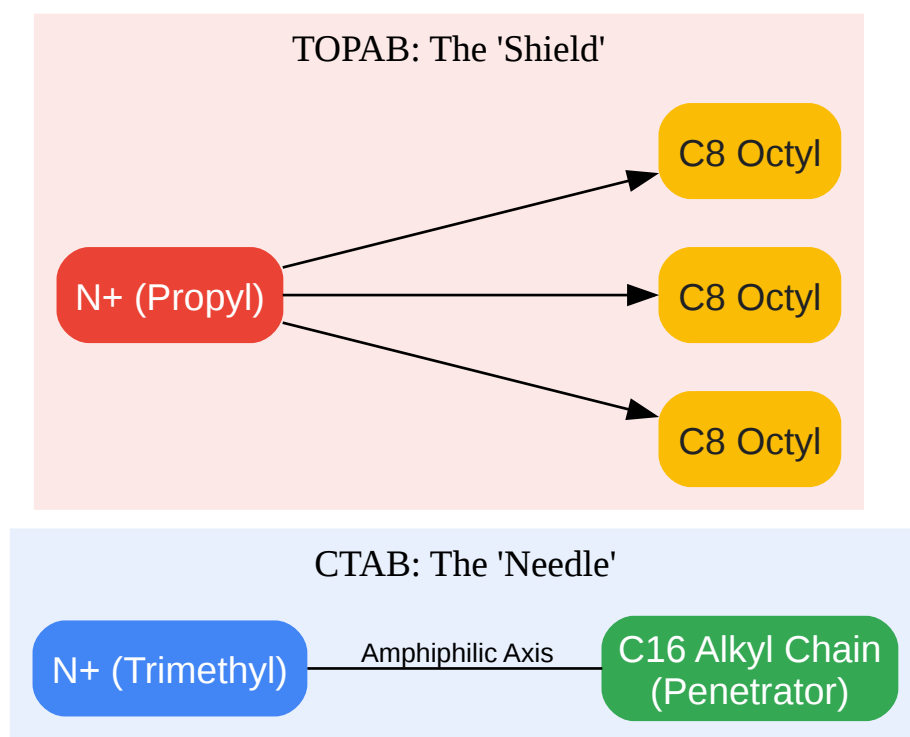 TOPAB: The 'Shield'
C8 Octyl
N+ (Propyl)
C8 Octyl
C8 Octyl
CTAB: The 'Needle'
N+ (Trimethyl)
Amphiphilic Axis
C16 Alkyl Chain
(Penetrator)